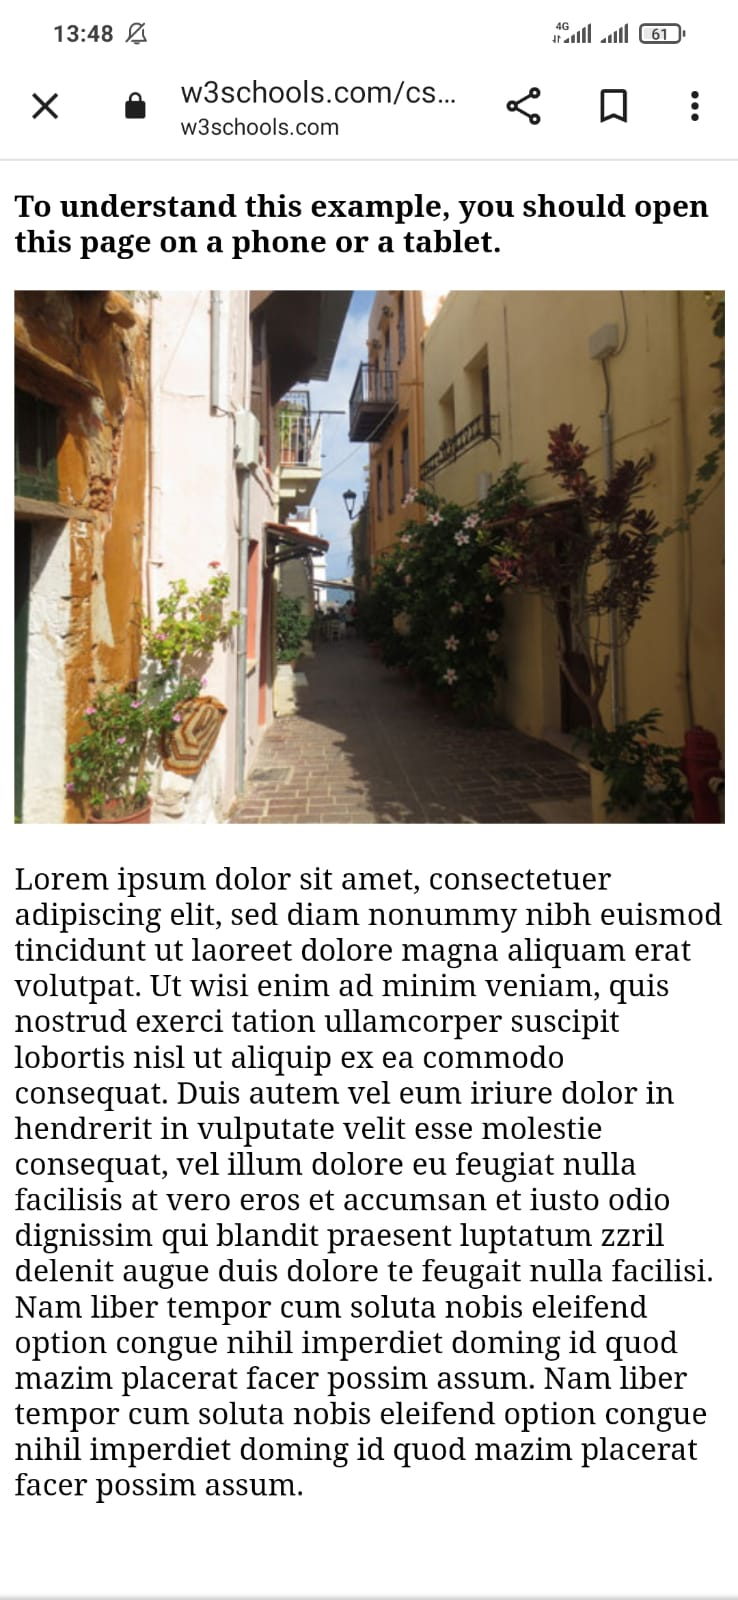 13:48
4G
61
w3schools.com/cs...
w3schools.com
To understand this example, you should open
this page on a phone or a tablet.
Lorem ipsum dolor sit amet, consectetuer
adipiscing elit, sed diam nonummy nibh euismod
tincidunt ut laoreet dolore magna aliquam erat
volutpat. Ut wisi enim ad minim veniam, quis
nostrud exerci tation ullamcorper suscipit
lobortis nisl ut aliquip ex ea commodo
consequat. Duis autem vel eum iriure dolor in
hendrerit in vulputate velit esse molestie
consequat, vel illum dolore eu feugiat nulla
facilisis at vero eros et accumsan et iusto odio
dignissim qui blandit praesent luptatum zzril
delenit augue duis dolore te feugait nulla facilisi.
Nam liber tempor cum soluta nobis eleifend
option congue nihil imperdiet doming id quod
mazim placerat facer possim assum. Nam liber
tempor cum soluta nobis eleifend option congue
nihil imperdiet doming id quod mazim placerat
facer possim assum.